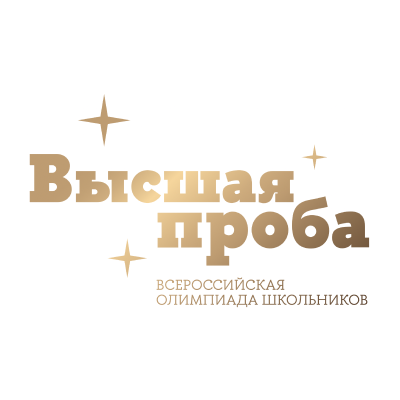 Высшая
проба
ВСЕРОССИЙСКАЯ
ОЛИМПИАДА ШКОЛЬНИКОВ